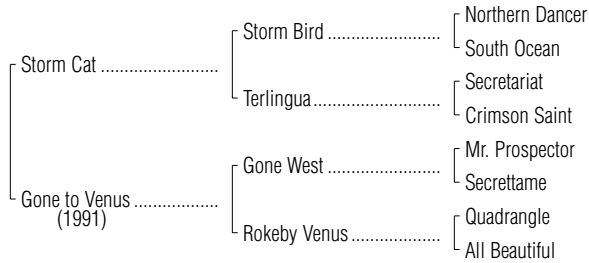 Northern Dancer
Storm Bird ........................
South Ocean
Storm Cat .........................
Secretariat
Terlingua...........................
Crimson Saint
Mr. Prospector
Gone West ........................
Secrettame
Gone to Venus ..................
(1991)
Quadrangle
Rokeby Venus...................
All Beautiful